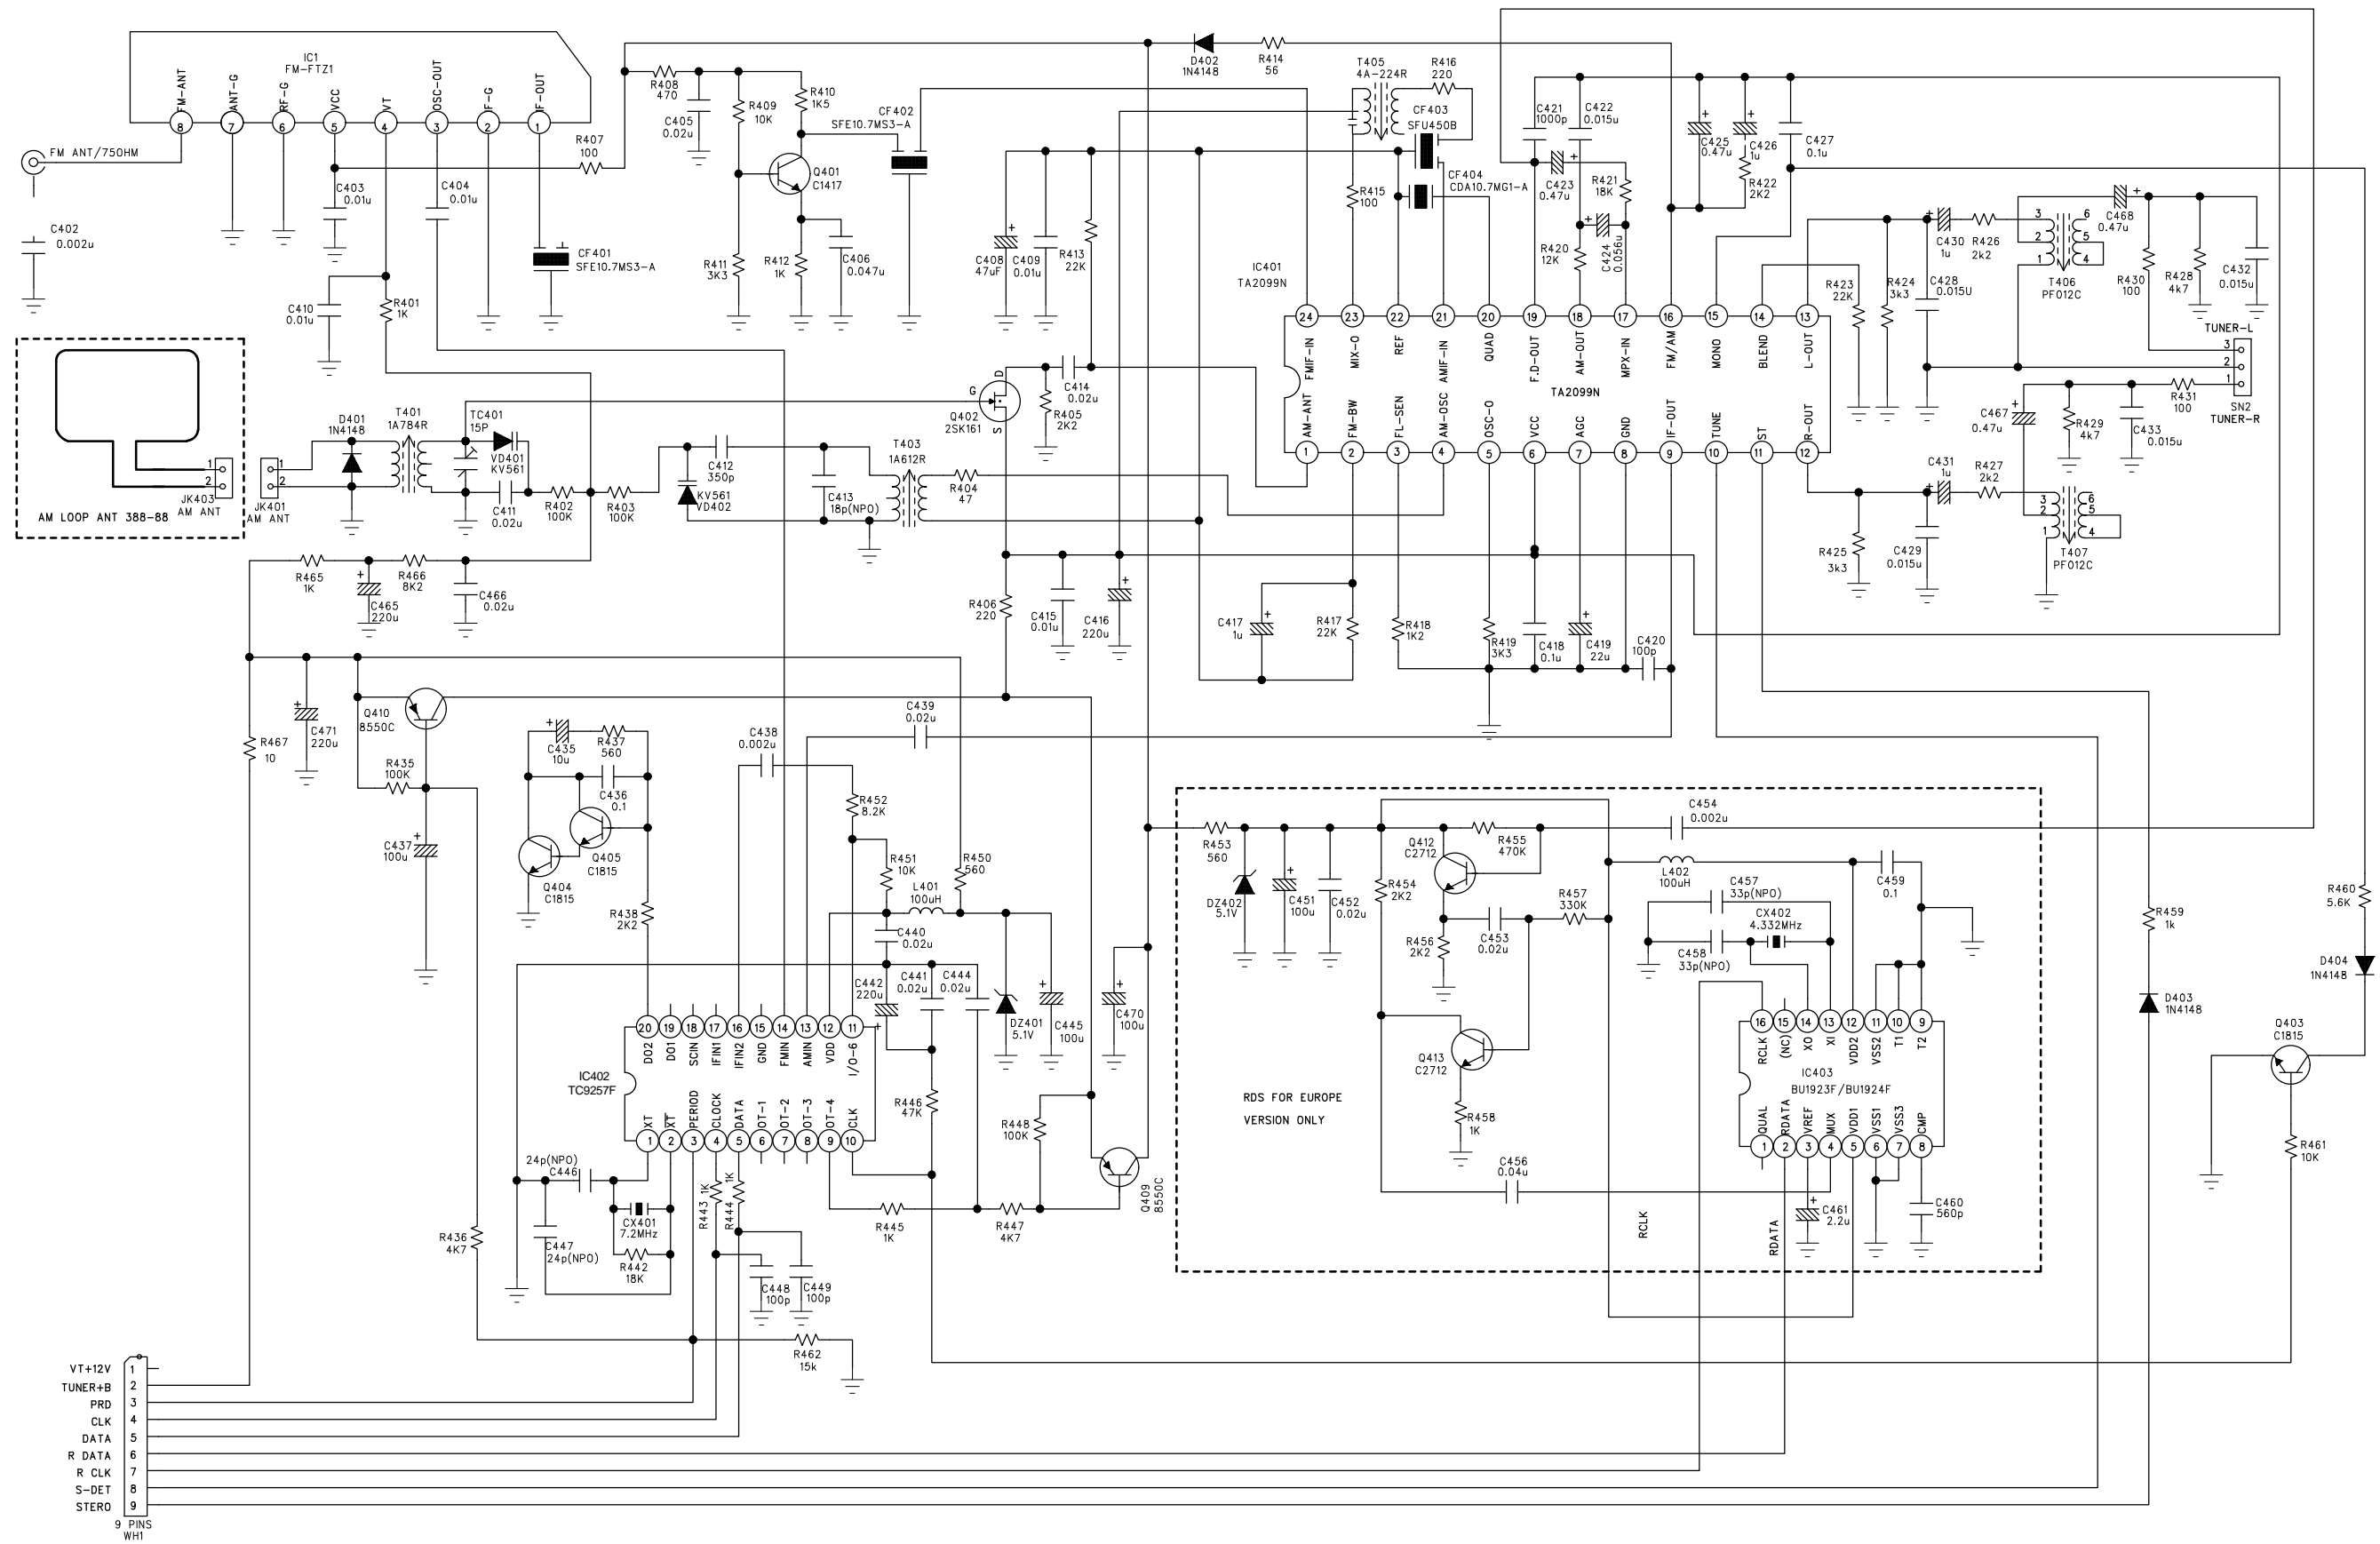 IC1
FM-FTZ1
FM-ANT
ANT-G
RF-G
VCC
VT
OSC-OUT
IF-G
IF-OUT
8
7
6
5
4
3
2
1
FM ANT/75OHM
C402
0.002u
C403
0.01u
C404
0.01u
R407
100
C410
0.01u
R401
1K
CF401
SFE10.7MS3-A
R408
470
C405
0.02u
R409
10K
R410
1K5
Q401
C1417
R411
3K3
R412
1K
C406
0.047u
CF402
SFE10.7MS3-A
D402
1N4148
R414
56
T405
4A-224R
R416
220
CF403
SFU450B
CF404
CDA10.7MG1-A
R415
100
C408
47uF
C409
0.01u
R413
22K
C421
1000p
C422
0.015u
C423
0.47u
R421
18K
R420
12K
C424
0.056u
C425
0.47u
C426
1u
R422
2K2
C427
0.1u
IC401
TA2099N
24
23
22
21
20
19
18
17
16
15
14
13
FMIF-IN
MIX-O
REF
AMIF-IN
QUAD
F.D-OUT
AM-OUT
MPX-IN
FM/AM
MONO
BLEND
L-OUT
TA2099N
AM-ANT
FM-BW
FL-SEN
AM-OSC
OSC-O
VCC
AGC
GND
IF-OUT
TUNE
ST
R-OUT
1
2
3
4
5
6
7
8
9
10
11
12
R423
22K
R424
3k3
C428
0.015U
C430
1u
R426
2k2
3
2
1
6
5
4
T406
PF012C
C468
0.47u
R430
100
R428
4k7
C432
0.015u
TUNER-L
3
2
1
SN2
TUNER-R
R431
100
C467
0.47u
R429
4k7
C433
0.015u
C431
1u
R427
2k2
R425
3k3
C429
0.015u
3
2
1
6
5
4
T407
PF012C
AM LOOP ANT 388-88
1
2
JK403
AM ANT
1
2
JK401
AM ANT
D401
1N4148
T401
1A784R
TC401
15P
VD401
KV561
C411
0.02u
R402
100K
R403
100K
KV561
VD402
C412
350p
C413
18p(NPO)
T403
1A612R
R404
47
G
D
S
Q402
2SK161
R405
2K2
C414
0.02u
R465
1K
C465
220u
R466
8K2
C466
0.02u
R406
220
C415
0.01u
C416
220u
C417
1u
R417
22K
R418
1K2
R419
3K3
C418
0.1u
C419
22u
C420
100p
Q410
8550C
C471
220u
R467
10
R435
100K
C437
100u
C435
10u
R437
560
C436
0.1
Q405
C1815
Q404
C1815
R438
2K2
C438
0.002u
C439
0.02u
R452
8.2K
R451
10K
R450
560
L401
100uH
C440
0.02u
C442
220u
C441
0.02u
C444
0.02u
DZ401
5.1V
C445
100u
C470
100u
20
19
18
17
16
15
14
13
12
11
DO2
DO1
SCIN
IFIN1
IFIN2
GND
FMIN
AMIN
VDD
I/O-6
IC402
TC9257F
XT
XT
PERIOD
CLOCK
DATA
OT-1
OT-2
OT-3
OT-4
CLK
1
2
3
4
5
6
7
8
9
10
R446
47K
R448
100K
24p(NPO)
C446
CX401
7.2MHz
C447
24p(NPO)
R442
18K
R443 1K
R444 1K
C448
100p
C449
100p
R445
1K
R447
4K7
Q409
8550C
R436
4K7
R462
15k
R453
560
DZ402
5.1V
C451
100u
C452
0.02u
R454
2K2
Q412
C2712
R455
470K
C454
0.002u
R456
2K2
C453
0.02u
R457
330K
Q413
C2712
R458
1K
C456
0.04u
RDS FOR EUROPE
VERSION ONLY
L402
100uH
C459
0.1
C457
33p(NPO)
CX402
4.332MHz
C458
33p(NPO)
16
15
14
13
12
11
10
9
RCLK
(NC)
XO
XI
VDD2
VSS2
T1
T2
IC403
BU1923F/BU1924F
QUAL
RDATA
VREF
MUX
VDD1
VSS1
VSS3
CMP
1
2
3
4
5
6
7
8
C461
2.2u
C460
560p
RCLK
RDATA
R459
1k
D403
1N4148
R460
5.6K
D404
1N4148
Q403
C1815
R461
10K
VT+12V 1
TUNER+B 2
PRD 3
CLK 4
DATA 5
R DATA 6
R CLK 7
S-DET 8
STERO 9
9 PINS
WH1